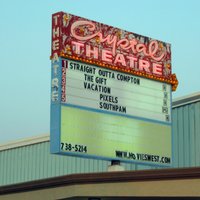 THEATRE
Crystal
THEATRE
1 STRAIGHT OUTTA COMPTON
2 THE GIFT
3 VACATION
4 PIXELS
5 SOUTHPAW
738-5214
WWW.MOVIESWEST.COM